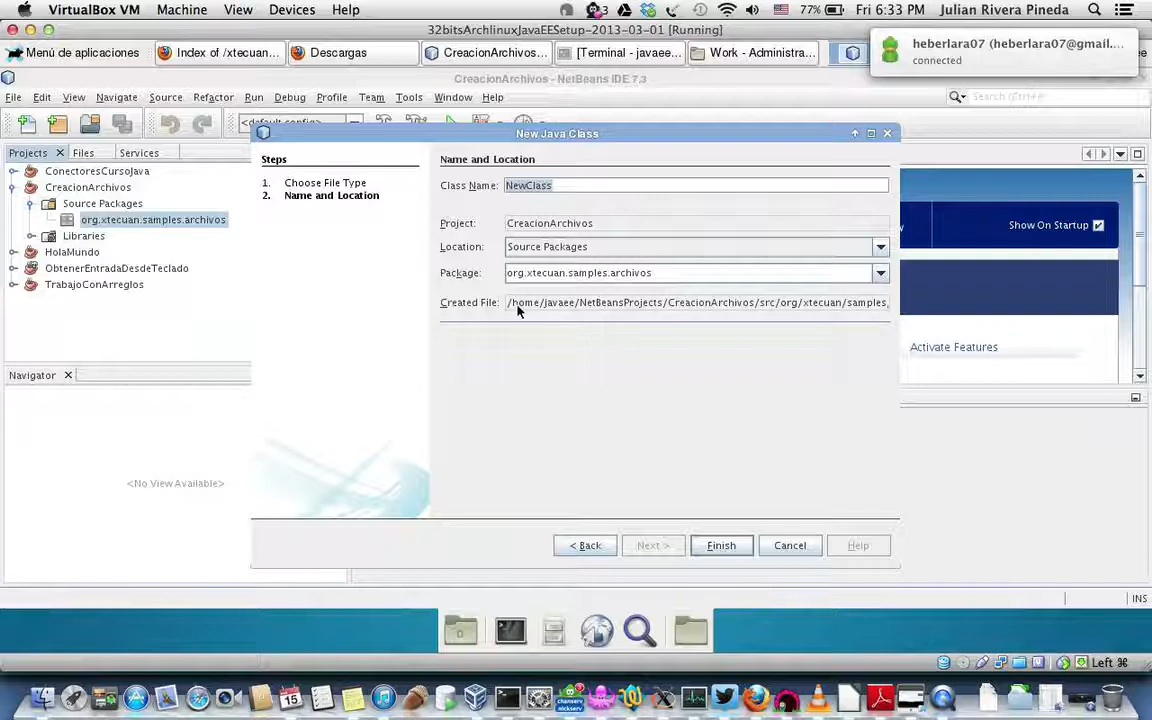 VirtualBox VM Machine View Devices Help 3 77% Fri 6:33 PM Julian Rivera Pineda
32bitsArchlinuxJavaEESetup-2013-03-01 [Running]
heberlara07 (heberlara07@gmail....
connected
Menú de aplicaciones Index of /xtecuan... Descargas CreacionArchivos... [Terminal - javaee... Work - Administra...
CreacionArchivos - NetBeans IDE 7.3
File Edit View Navigate Source Refactor Run Debug Profile Team Tools Window Help Search (Ctrl+I)
<default config>
New Java Class
Projects Files Services
Steps
Name and Location
ConectoresCursoJava
CreacionArchivos
Source Packages
org.xtecuan.samples.archivos
Libraries
HolaMundo
ObtenerEntradaDesdeTeclado
TrabajoConArreglos
1. Choose File Type
2. Name and Location
Class Name: NewClass
Project: CreacionArchivos
Location: Source Packages
Package: org.xtecuan.samples.archivos
Created File: /home/javaee/NetBeansProjects/CreacionArchivos/src/org/xtecuan/samples,
Show On Startup
Activate Features
Navigator
<No View Available>
< Back Next > Finish Cancel Help
INS
Left ⌘